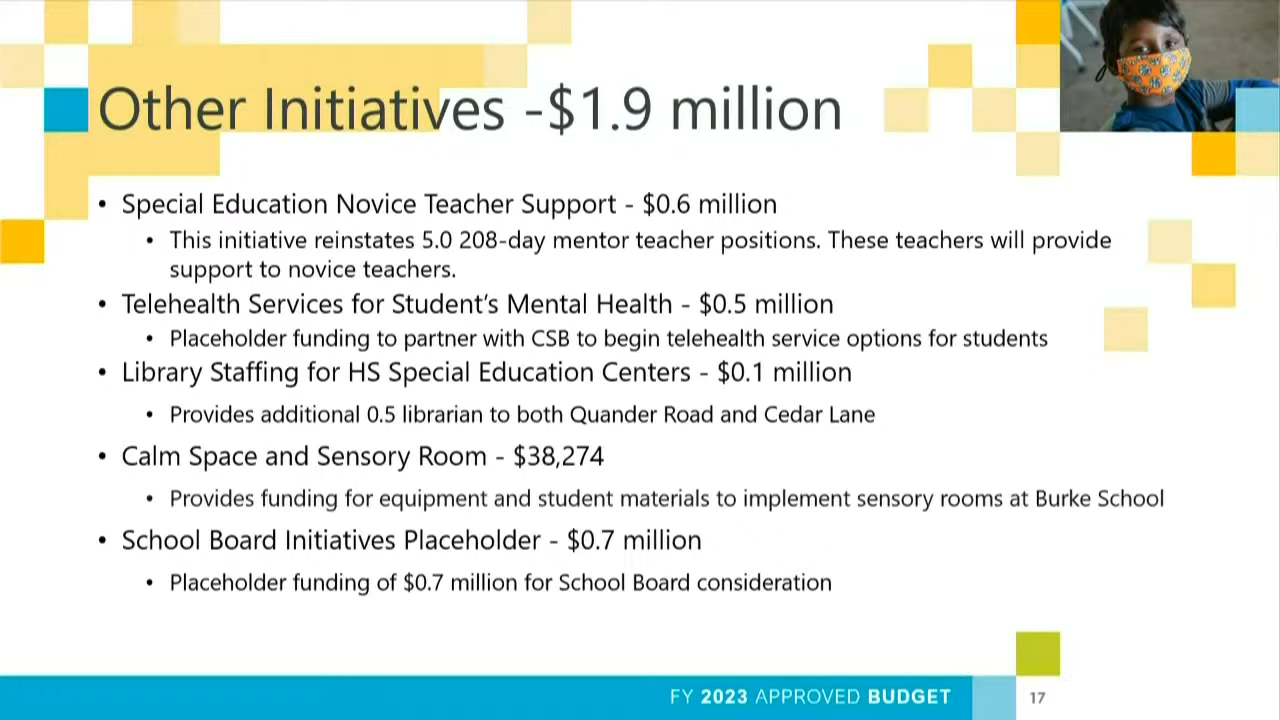 Other Initiatives -$1.9 million
• Special Education Novice Teacher Support - $0.6 million
• This initiative reinstates 5.0 208-day mentor teacher positions. These teachers will provide
support to novice teachers.
• Telehealth Services for Student’s Mental Health - $0.5 million
• Placeholder funding to partner with CSB to begin telehealth service options for students
• Library Staffing for HS Special Education Centers - $0.1 million
• Provides additional 0.5 librarian to both Quander Road and Cedar Lane
• Calm Space and Sensory Room - $38,274
• Provides funding for equipment and student materials to implement sensory rooms at Burke School
• School Board Initiatives Placeholder - $0.7 million
• Placeholder funding of $0.7 million for School Board consideration
FY 2023 APPROVED BUDGET 17